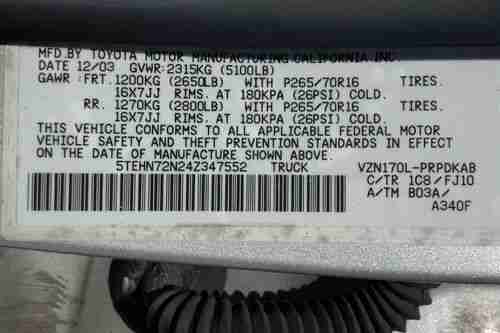 MFD.BY TOYOTA MOTOR MANUFACTURING CALIFORNIA,INC.
DATE 12/03 GVWR:2315KG (5100LB)
GAWR: FRT.1200KG (2650LB) WITH P265/70R16 TIRES.
16X7JJ RIMS. AT 180KPA (26PSI) COLD.
RR. 1270KG (2800LB) WITH P265/70R16 TIRES.
16X7JJ RIMS. AT 180KPA (26PSI) COLD.
THIS VEHICLE CONFORMS TO ALL APPLICABLE FEDERAL MOTOR
VEHICLE SAFETY AND THEFT PREVENTION STANDARDS IN EFFECT
ON THE DATE OF MANUFACTURE SHOWN ABOVE.
5TEHN72N24Z347552 TRUCK VZN170L-PRPDKAB
C/TR 1C8/FJ10
A/TM B03A/
A340F